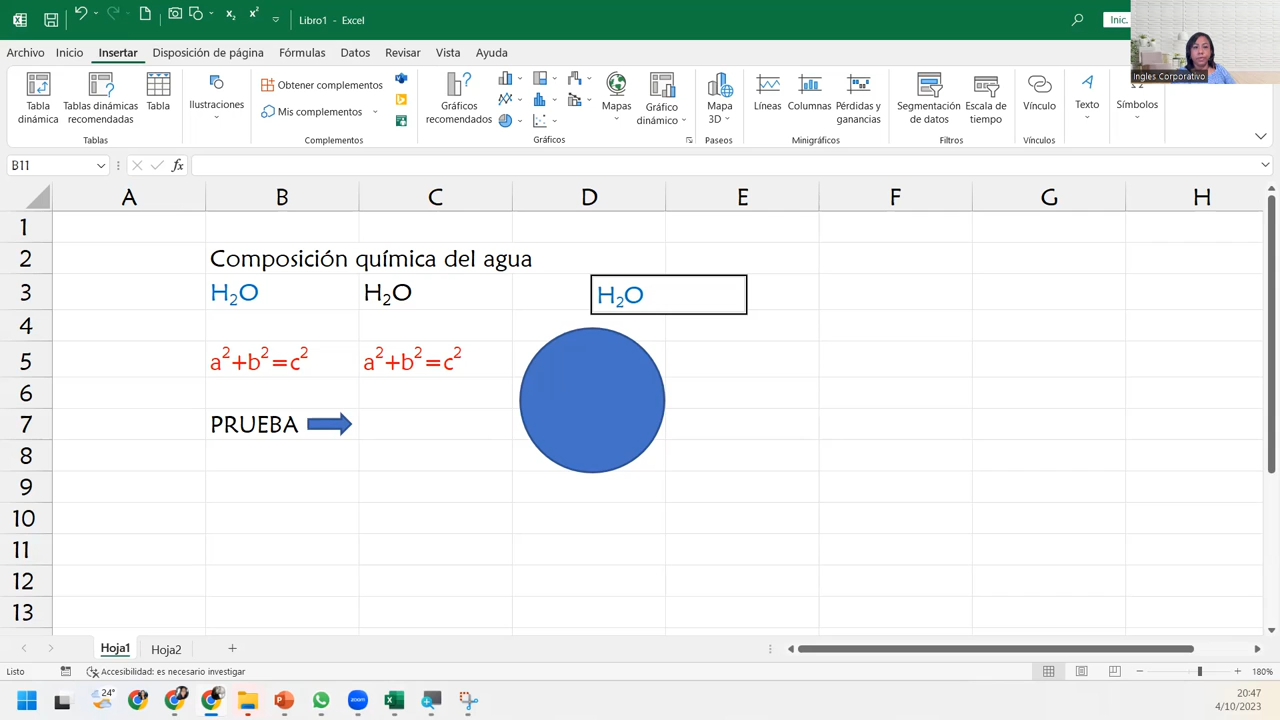 Libro1 - Excel
Inic.
Ingles Corporativo
Archivo Inicio Insertar Disposición de página Fórmulas Datos Revisar Vista Ayuda
Tabla dinámica
Tablas dinámicas recomendadas
Tabla
Tablas
Ilustraciones
Obtener complementos
Mis complementos
Complementos
Gráficos recomendados
Mapas
Gráfico dinámico
Gráficos
Mapa 3D
Paseos
Líneas
Columnas
Pérdidas y ganancias
Minigráficos
Segmentación de datos
Escala de tiempo
Filtros
Vínculo
Vínculos
Texto
Símbolos
B11
fx
A B C D E F G H
1
2 Composición química del agua
3 H₂O H₂O H₂O
4
5 a²+b²=c² a²+b²=c²
6
7 PRUEBA
8
9
10
11
12
13
Hoja1 Hoja2
Listo
Accesibilidad: es necesario investigar
180%
24°
zoom
20:47
4/10/2023